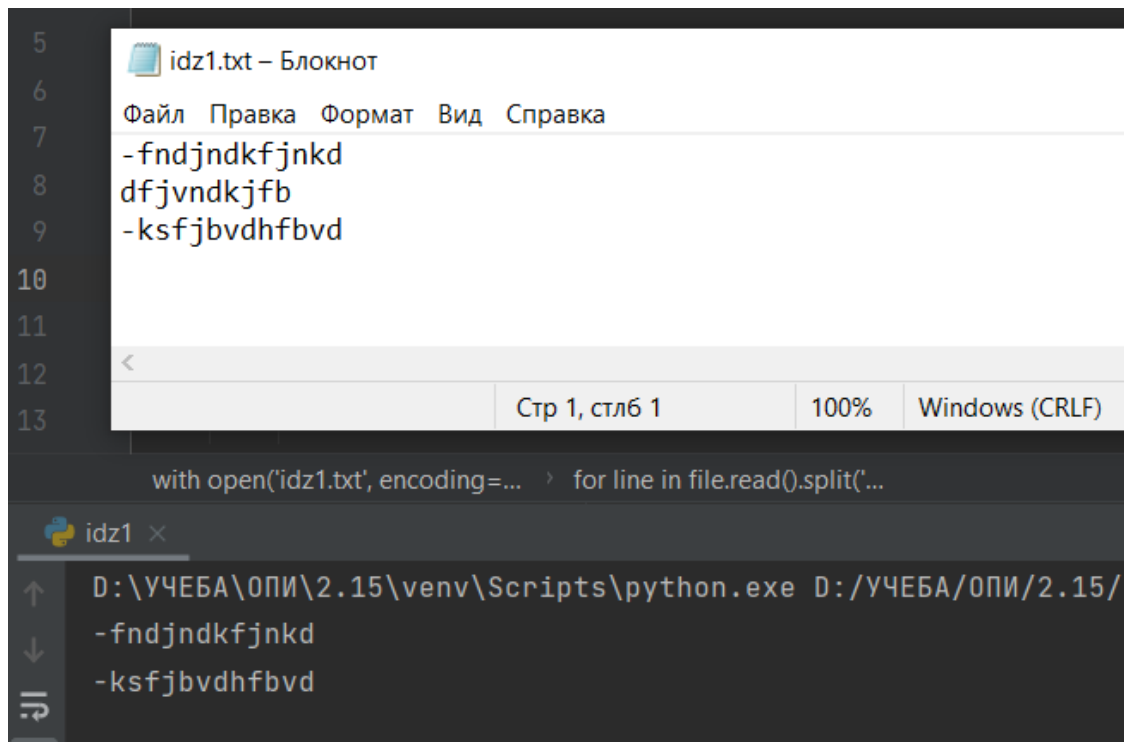 5
6
7
8
9
10
11
12
13
idz1.txt – Блокнот
Файл Правка Формат Вид Справка
-fndjndkfjnkd
dfjvndkjfb
-ksfjbvdhfbvd
Стр 1, стлб 1 100% Windows (CRLF)
with open('idz1.txt', encoding=... › for line in file.read().split('...
idz1 ×
D:\УЧЕБА\ОПИ\2.15\venv\Scripts\python.exe D:/УЧЕБА/ОПИ/2.15/
-fndjndkfjnkd
-ksfjbvdhfbvd